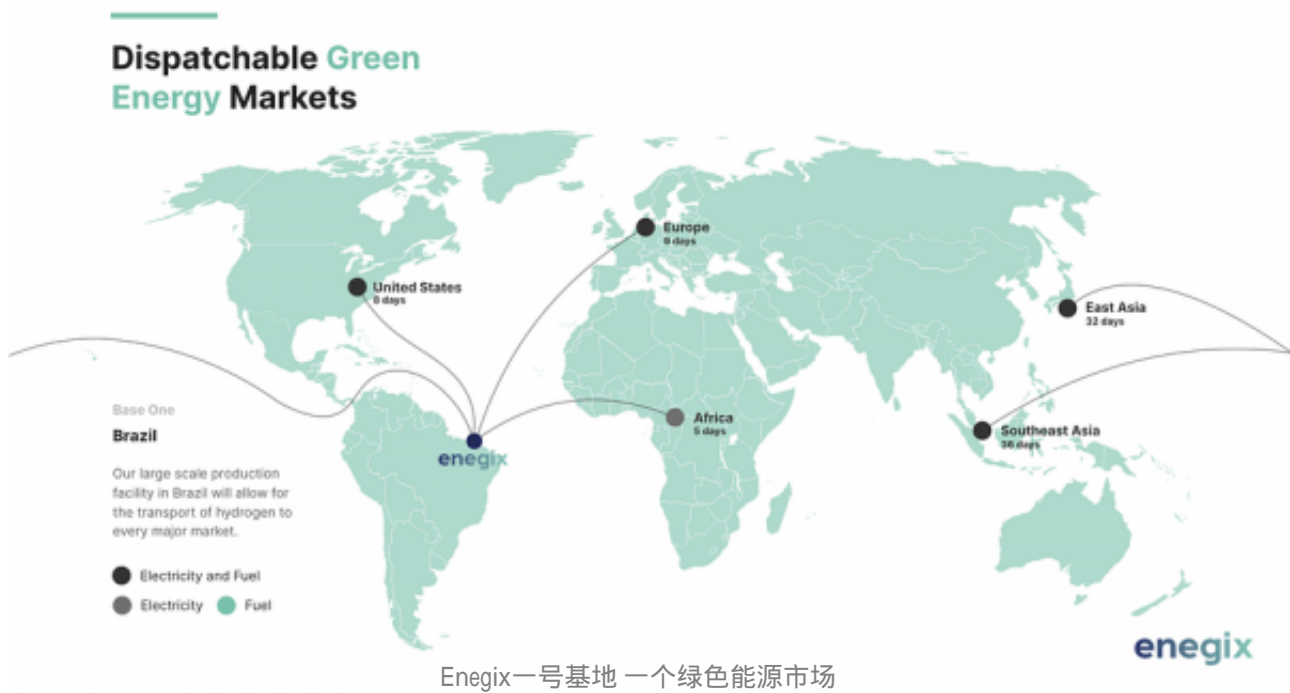 Dispatchable Green
Energy Markets
Europe
9 days
United States
8 days
East Asia
32 days
Base One
Brazil
Africa
5 days
Southeast Asia
36 days
enegix
Our large scale production
facility in Brazil will allow for
the transport of hydrogen to
every major market.
Electricity and Fuel
Electricity
Fuel
enegix
Enegix一号基地 一个绿色能源市场